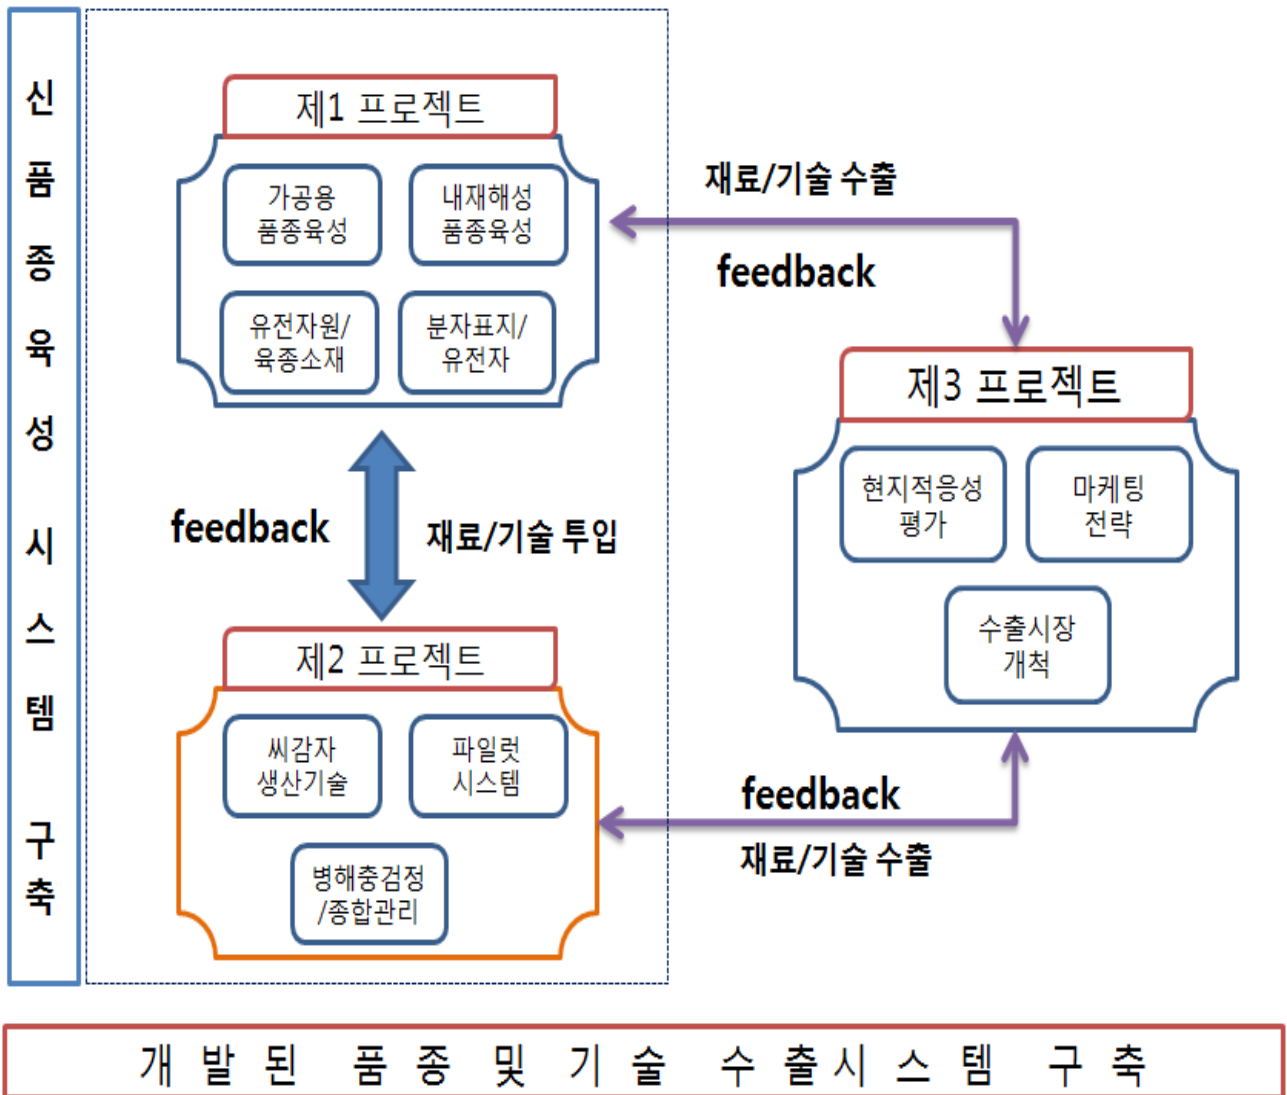 신품종육성 시스템 구축
제1 프로젝트
가공용
품종육성
내재해성
품종육성
유전자원/
육종소재
분자표지/
유전자
재료/기술 수출
feedback
feedback
재료/기술 투입
제3 프로젝트
현지적응성
평가
마케팅
전략
수출시장
개척
제2 프로젝트
씨감자
생산기술
파일럿
시스템
병해충검정
/종합관리
feedback
재료/기술 수출
개발된 품종 및 기술 수출시스템 구축